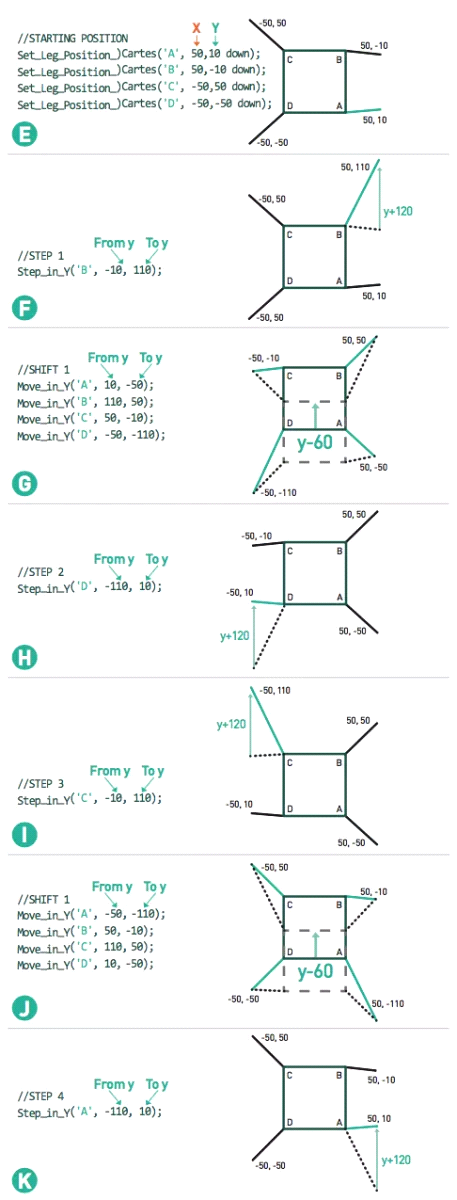 X Y
//STARTING POSITION
Set_Leg_Position_)Cartes('A', 50,10 down);
Set_Leg_Position_)Cartes('B', 50,-10 down);
Set_Leg_Position_)Cartes('C', -50,50 down);
Set_Leg_Position_)Cartes('D', -50,-50 down);
E
-50, 50
50, -10
C B
D A
50, 10
-50, -50
From y To y
//STEP 1
Step_in_Y('B', -10, 110);
F
50, 110
-50, 50
y+120
C B
D A
50, 10
-50, 50
//SHIFT 1 From y To y
Move_in_Y('A', 10, -50);
Move_in_Y('B', 110, 50);
Move_in_Y('C', 50, -10);
Move_in_Y('D', -50, -110);
G
50, 50
-50, -10
C B
D A
y-60
50, -50
-50, -110
From y To y
//STEP 2
Step_in_Y('D', -110, 10);
H
50, 50
-50, -10
C B
-50, 10
D A
y+120
50, -50
From y To y
//STEP 3
Step_in_Y('C', -10, 110);
I
-50, 110
y+120
50, 50
C B
-50, 10
D A
50, -50
//SHIFT 1 From y To y
Move_in_Y('A', -50, -110);
Move_in_Y('B', 50, -10);
Move_in_Y('C', 110, 50);
Move_in_Y('D', 10, -50);
J
-50, 50
50, -10
C B
D A
y-60
-50, -50
50, -110
From y To y
//STEP 4
Step_in_Y('A', -110, 10);
K
-50, 50
C B
50, -10
D A
50, 10
y+120
-50, -50